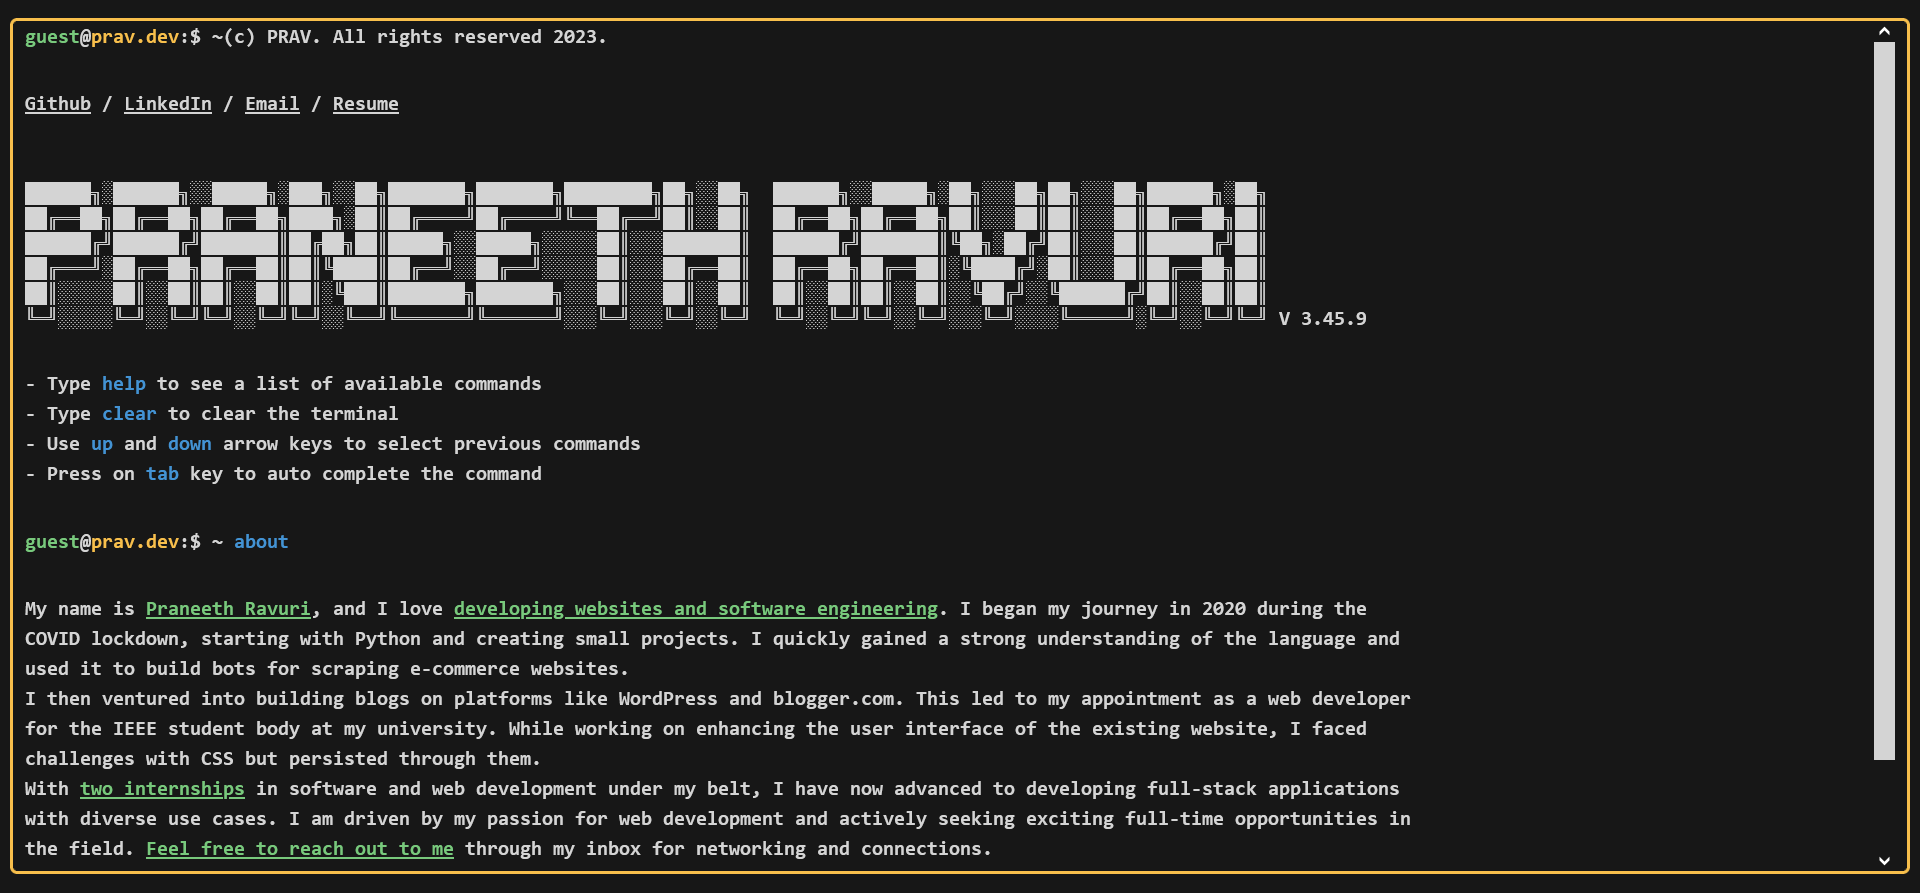 guest@prav.dev:$ ~(c) PRAV. All rights reserved 2023.
Github / LinkedIn / Email / Resume
PRANEETH RAVURI V 3.45.9
- Type help to see a list of available commands
- Type clear to clear the terminal
- Use up and down arrow keys to select previous commands
- Press on tab key to auto complete the command
guest@prav.dev:$ ~ about
My name is Praneeth Ravuri, and I love developing websites and software engineering. I began my journey in 2020 during the
COVID lockdown, starting with Python and creating small projects. I quickly gained a strong understanding of the language and
used it to build bots for scraping e-commerce websites.
I then ventured into building blogs on platforms like WordPress and blogger.com. This led to my appointment as a web developer
for the IEEE student body at my university. While working on enhancing the user interface of the existing website, I faced
challenges with CSS but persisted through them.
With two internships in software and web development under my belt, I have now advanced to developing full-stack applications
with diverse use cases. I am driven by my passion for web development and actively seeking exciting full-time opportunities in
the field. Feel free to reach out to me through my inbox for networking and connections.